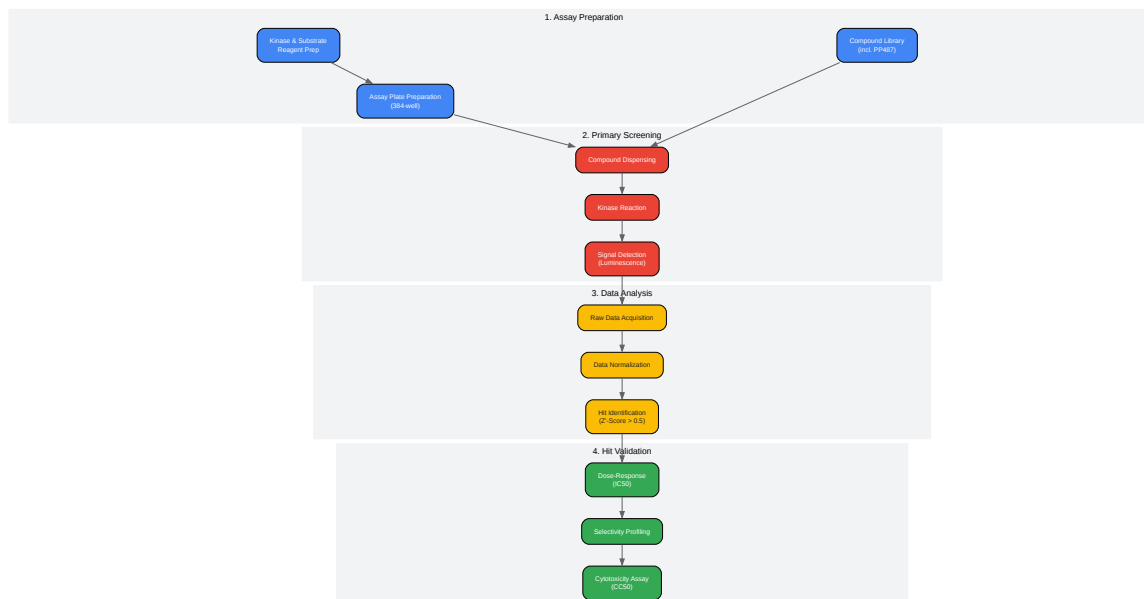 1. Assay Preparation
Kinase & Substrate
Reagent Prep
Compound Library
(incl. PP487)
Assay Plate Preparation
(384-well)
2. Primary Screening
Compound Dispensing
Kinase Reaction
Signal Detection
(Luminescence)
3. Data Analysis
Raw Data Acquisition
Data Normalization
Hit Identification
(Z'-Score > 0.5)
4. Hit Validation
Dose-Response
(IC50)
Selectivity Profiling
Cytotoxicity Assay
(CC50)